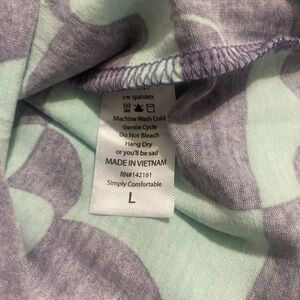 5% spandex
Machine Wash Cold
Gentle Cycle
Do Not Bleach
Hang Dry
or you'll be sad
MADE IN VIETNAM
RN#142161
Simply Comfortable
L